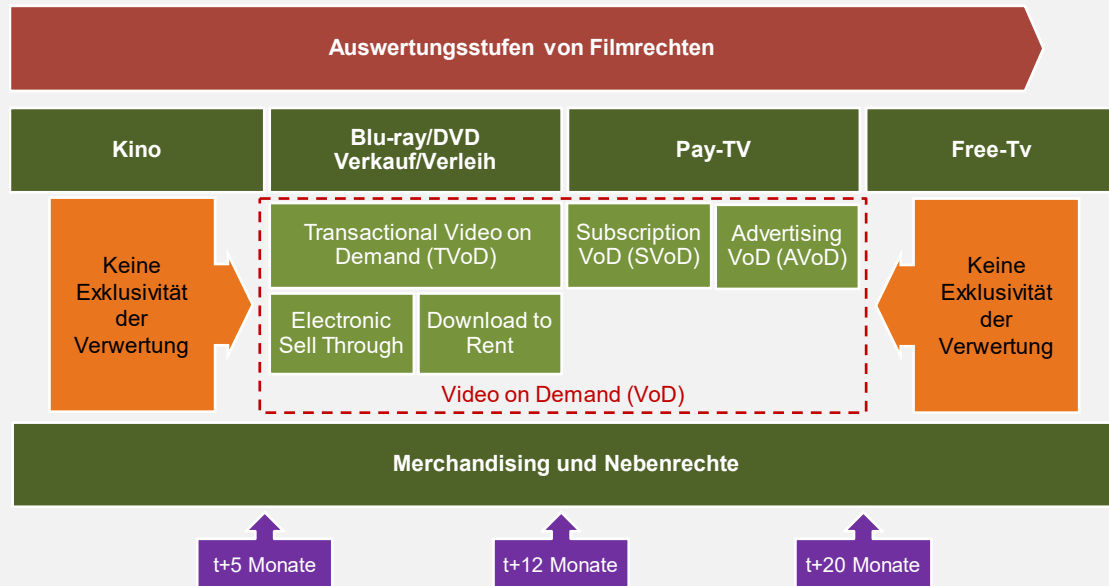 Auswertungsstufen von Filmrechten
Kino
Blu-ray/DVD
Verkauf/Verleih
Pay-TV
Free-Tv
Keine
Exklusivität
der
Verwertung
Transactional Video on
Demand (TVoD)
Subscription
VoD (SVoD)
Advertising
VoD (AVoD)
Electronic
Sell Through
Download to
Rent
Video on Demand (VoD)
Keine
Exklusivität
der
Verwertung
Merchandising und Nebenrechte
t+5 Monate
t+12 Monate
t+20 Monate